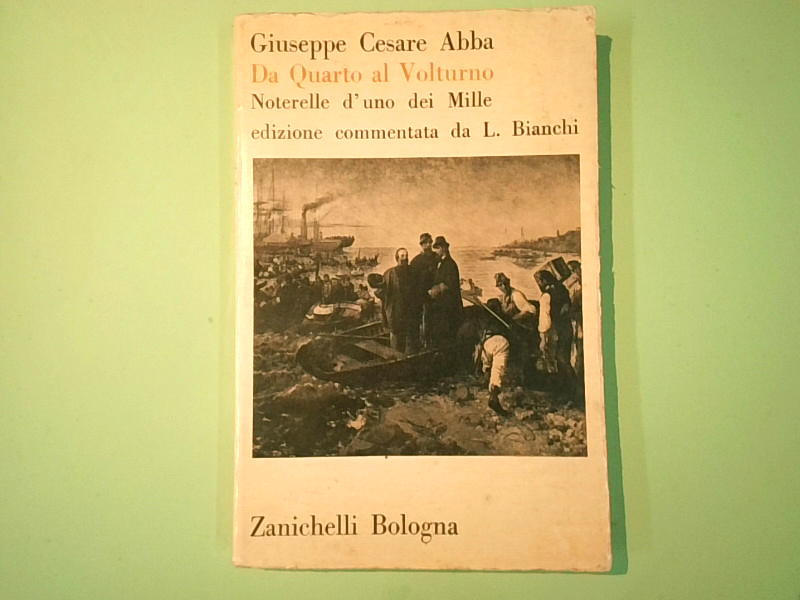 Giuseppe Cesare Abba
Da Quarto al Volturno
Noterelle d'uno dei Mille
edizione commentata da L. Bianchi
Zanichelli Bologna